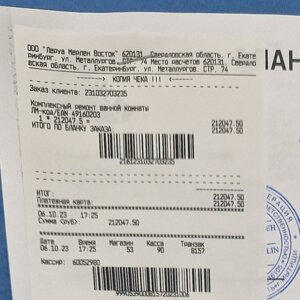 ООО "Леруа Мерлен Восток" 620131, Свердловская область, г. Екате
ринбург, ул. Металлургов, СТР. 74 Место расчетов 620131, Свердло
вская область, г. Екатеринбург, ул. Металлургов, СТР. 74
КОПИЯ ЧЕКА !!!
Заказ клиента: 231032703235
Комплексный ремонт ванной комнаты
ЛМ-код/EAN 49160203
1 * 212047.5 = 212047.50
ИТОГО ПО БЛАНКУ ЗАКАЗА: 212047.50
2181231032703235
ИТОГ: 212047.50
Платежная карта: 212047.50
06.10.23 17:25
Сумма (руб): 212047.50
Дата Время Магазин Касса Транзак
06.10.23 17:25 53 90 8157
Кассир: 60052980
9990539000815720231006
ИАН